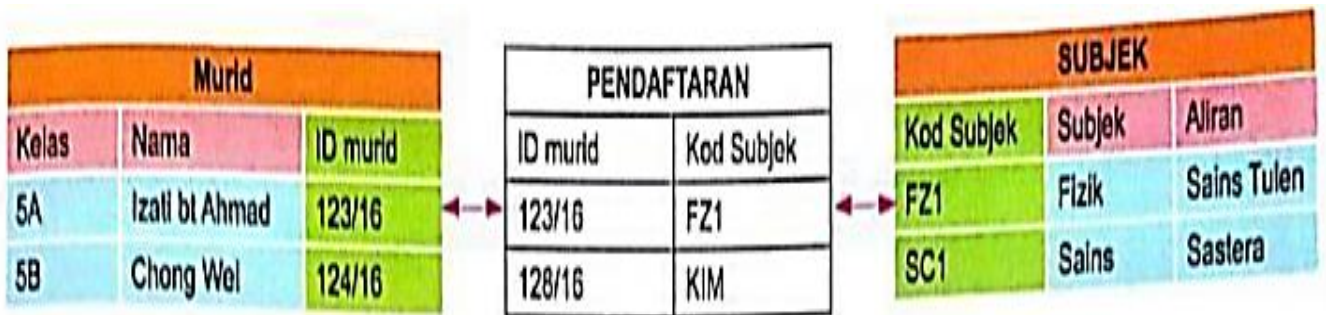 Murid
Kelas Nama ID murid
5A Izati bt Ahmad 123/16
5B Chong Wei 124/16
PENDAFTARAN
ID murid Kod Subjek
123/16 FZ1
128/16 KIM
SUBJEK
Kod Subjek Subjek Aliran
FZ1 Fizik Sains Tulen
SC1 Sains Sastera